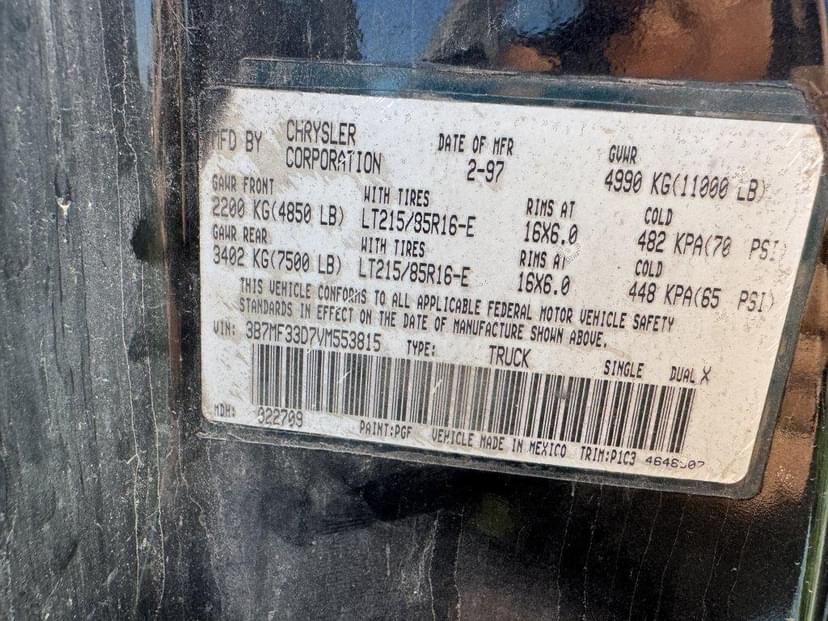 MFD BY CHRYSLER CORPORATION DATE OF MFR 2-97 GVWR 4990 KG(11000 LB)
GAWR FRONT WITH TIRES RIMS AT COLD
2200 KG(4850 LB) LT215/85R16-E 16X6.0 482 KPA(70 PSI)
GAWR REAR WITH TIRES RIMS AT COLD
3402 KG(7500 LB) LT215/85R16-E 16X6.0 448 KPA(65 PSI)
THIS VEHICLE CONFORMS TO ALL APPLICABLE FEDERAL MOTOR VEHICLE SAFETY
STANDARDS IN EFFECT ON THE DATE OF MANUFACTURE SHOWN ABOVE.
VIN: 3B7MF33D7VM553815 TYPE: TRUCK SINGLE DUAL X
MDH: 022709 PAINT:PGF VEHICLE MADE IN MEXICO TRIM:P1C3